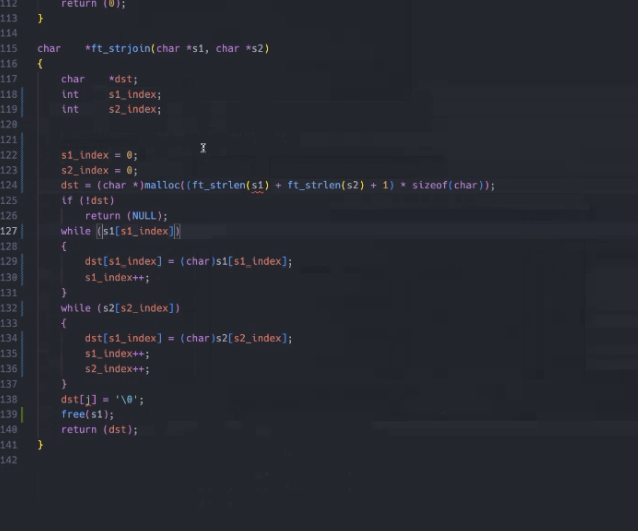 112 return (0);
113 }
114
115 char *ft_strjoin(char *s1, char *s2)
116 {
117 char *dst;
118 int s1_index;
119 int s2_index;
120
121
122 s1_index = 0;
123 s2_index = 0;
124 dst = (char *)malloc((ft_strlen(s1) + ft_strlen(s2) + 1) * sizeof(char));
125 if (!dst)
126 return (NULL);
127 while (s1[s1_index])
128 {
129 dst[s1_index] = (char)s1[s1_index];
130 s1_index++;
131 }
132 while (s2[s2_index])
133 {
134 dst[s1_index] = (char)s2[s2_index];
135 s1_index++;
136 s2_index++;
137 }
138 dst[j] = '\0';
139 free(s1);
140 return (dst);
141 }
142